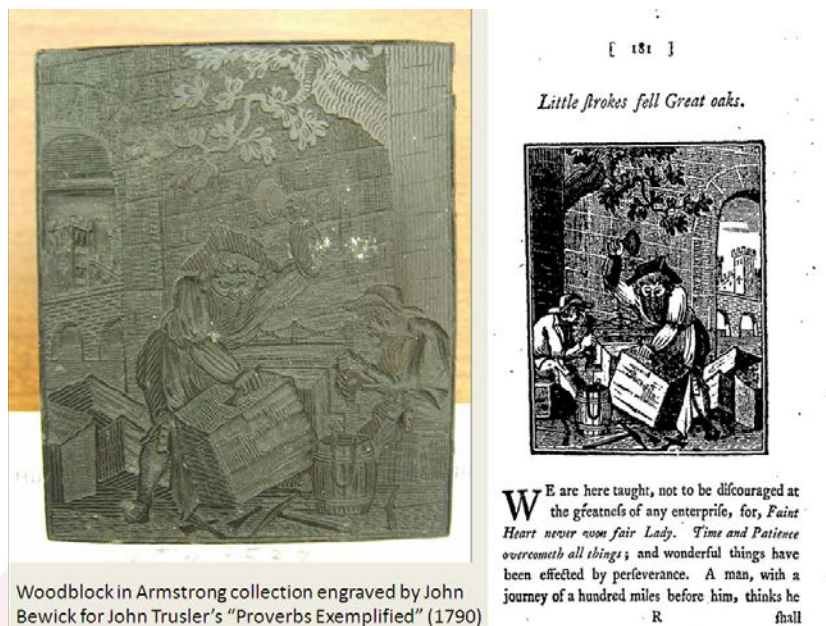 Woodblock in Armstrong collection engraved by John
Bewick for John Trusler's “Proverbs Exemplified” (1790)
[ 181 ]
Little ſtrokes fell Great oaks.
WE are here taught, not to be diſcouraged at
the greatneſs of any enterpriſe, for, Faint
Heart never won fair Lady. Time and Patience
overcometh all things; and wonderful things have
been effected by perſeverance. A man, with a
journey of a hundred miles before him, thinks he
R ſhall